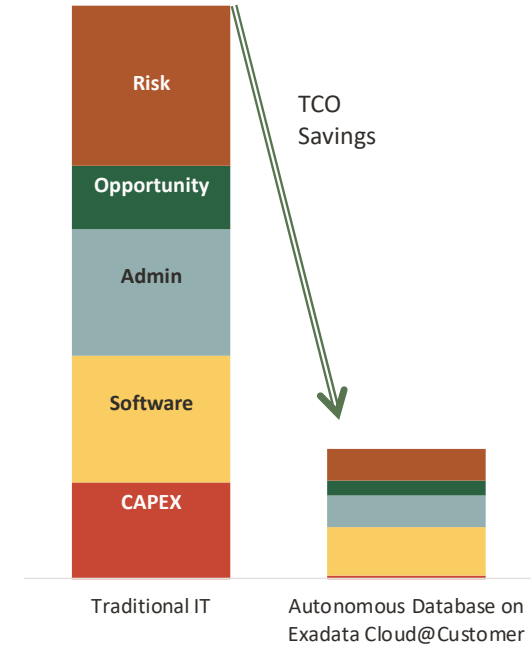 Risk
TCO
Savings
Opportunity
Admin
Software
CAPEX
Traditional IT
Autonomous Database on
Exadata Cloud@Customer